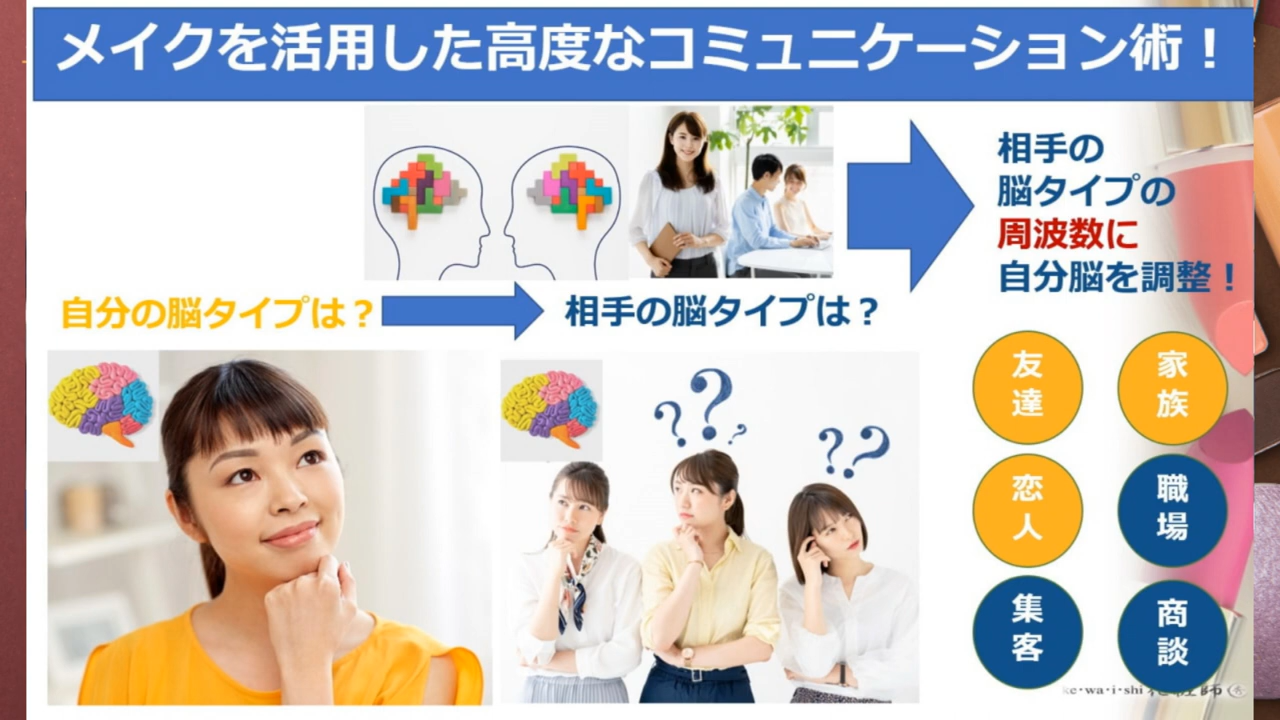 メイクを活用した高度なコミュニケーション術！
相手の
脳タイプの
周波数に
自分脳を調整！
自分の脳タイプは？
相手の脳タイプは？
友達
家族
恋人
職場
集客
商談
ke·wa·i·shi